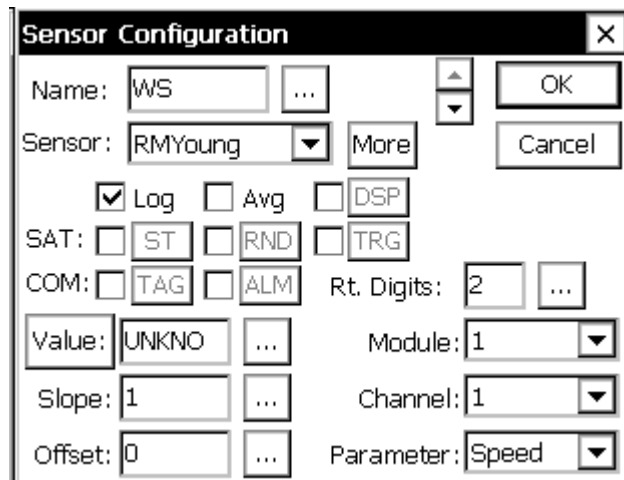 Sensor Configuration
Name: WS ... OK
Sensor: RMYoung More Cancel
Log Avg DSP
SAT: ST RND TRG
COM: TAG ALM Rt. Digits: 2 ...
Value: UNKNO ... Module: 1
Slope: 1 ... Channel: 1
Offset: 0 ... Parameter: Speed